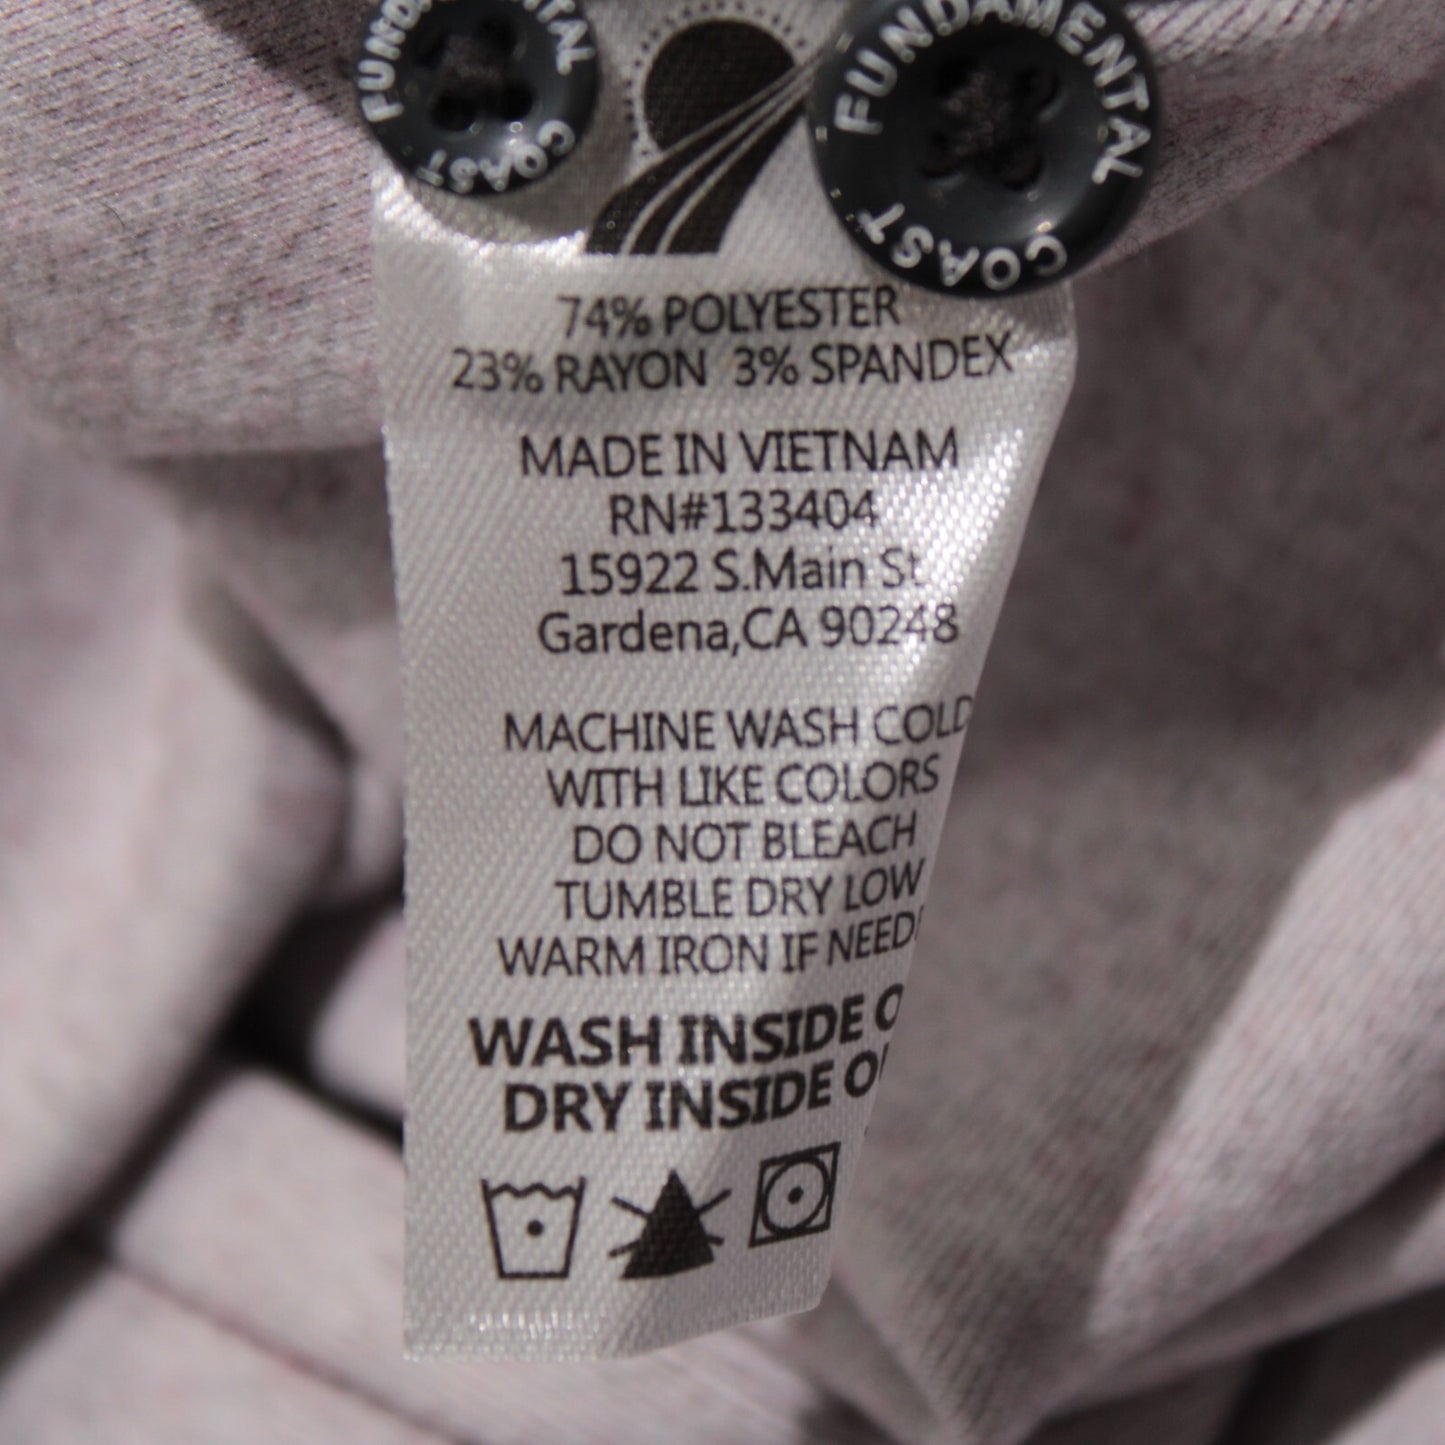 FUNDAMENTAL COAST
FUNDAMENTAL COAST
74% POLYESTER
23% RAYON 3% SPANDEX
MADE IN VIETNAM
RN#133404
15922 S.Main St
Gardena,CA 90248
MACHINE WASH COLD
WITH LIKE COLORS
DO NOT BLEACH
TUMBLE DRY LOW
WARM IRON IF NEED
WASH INSIDE O
DRY INSIDE O